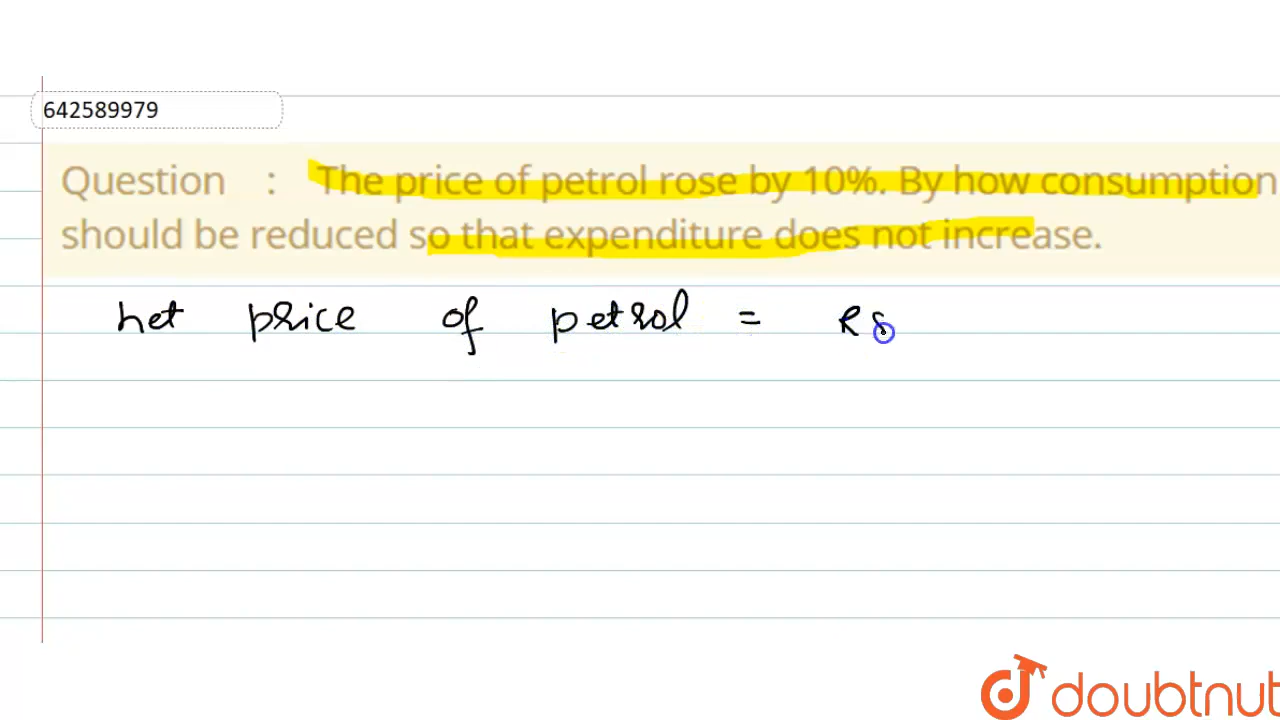 642589979
Question : The price of petrol rose by 10%. By how consumption
should be reduced so that expenditure does not increase.
Let price of petrol = Rs
doubtnut